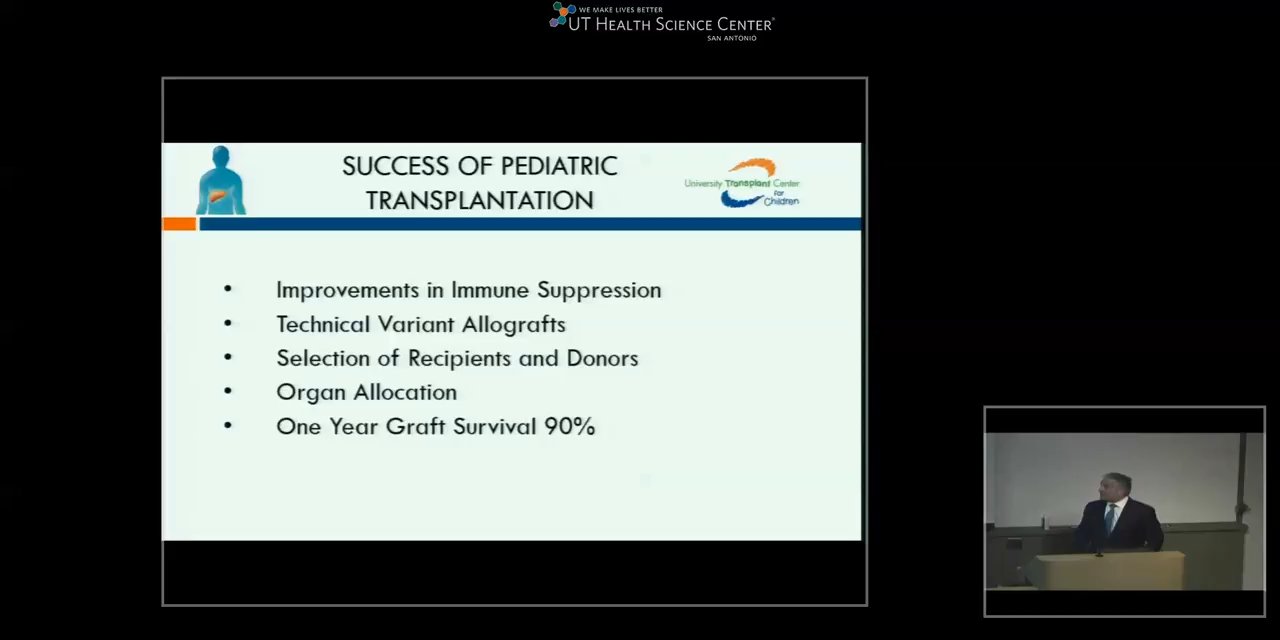 WE MAKE LIVES BETTER
UT HEALTH SCIENCE CENTER®
SAN ANTONIO
SUCCESS OF PEDIATRIC
TRANSPLANTATION
University Transplant Center
for
Children
• Improvements in Immune Suppression
• Technical Variant Allografts
• Selection of Recipients and Donors
• Organ Allocation
• One Year Graft Survival 90%